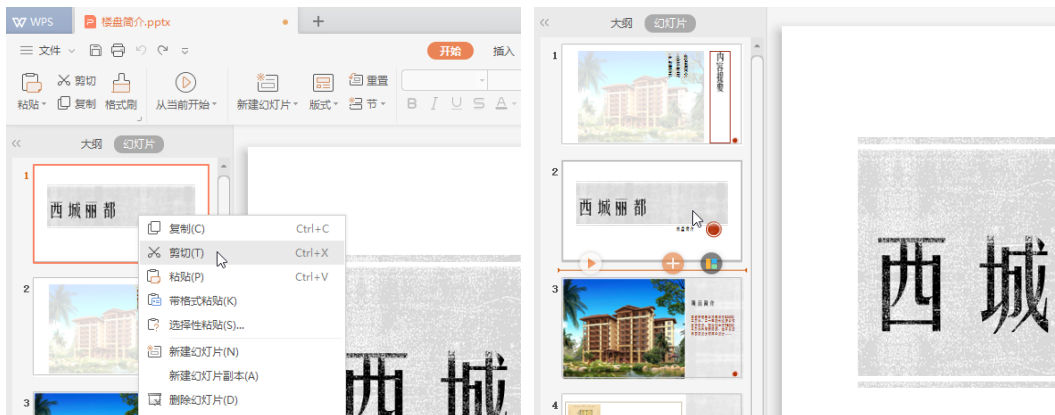 WPS
楼盘简介.pptx
文件
开始
插入
剪切
粘贴
复制
格式刷
从当前开始
新建幻灯片
版式
重置
节
B I U S A
大纲
幻灯片
1
西城丽都
复制(C) Ctrl+C
剪切(T) Ctrl+X
粘贴(P) Ctrl+V
带格式粘贴(K)
选择性粘贴(S)...
新建幻灯片(N)
新建幻灯片副本(A)
删除幻灯片(D)
2
3
西城
大纲
幻灯片
1
内容提要
2
西城丽都
3
4
西城